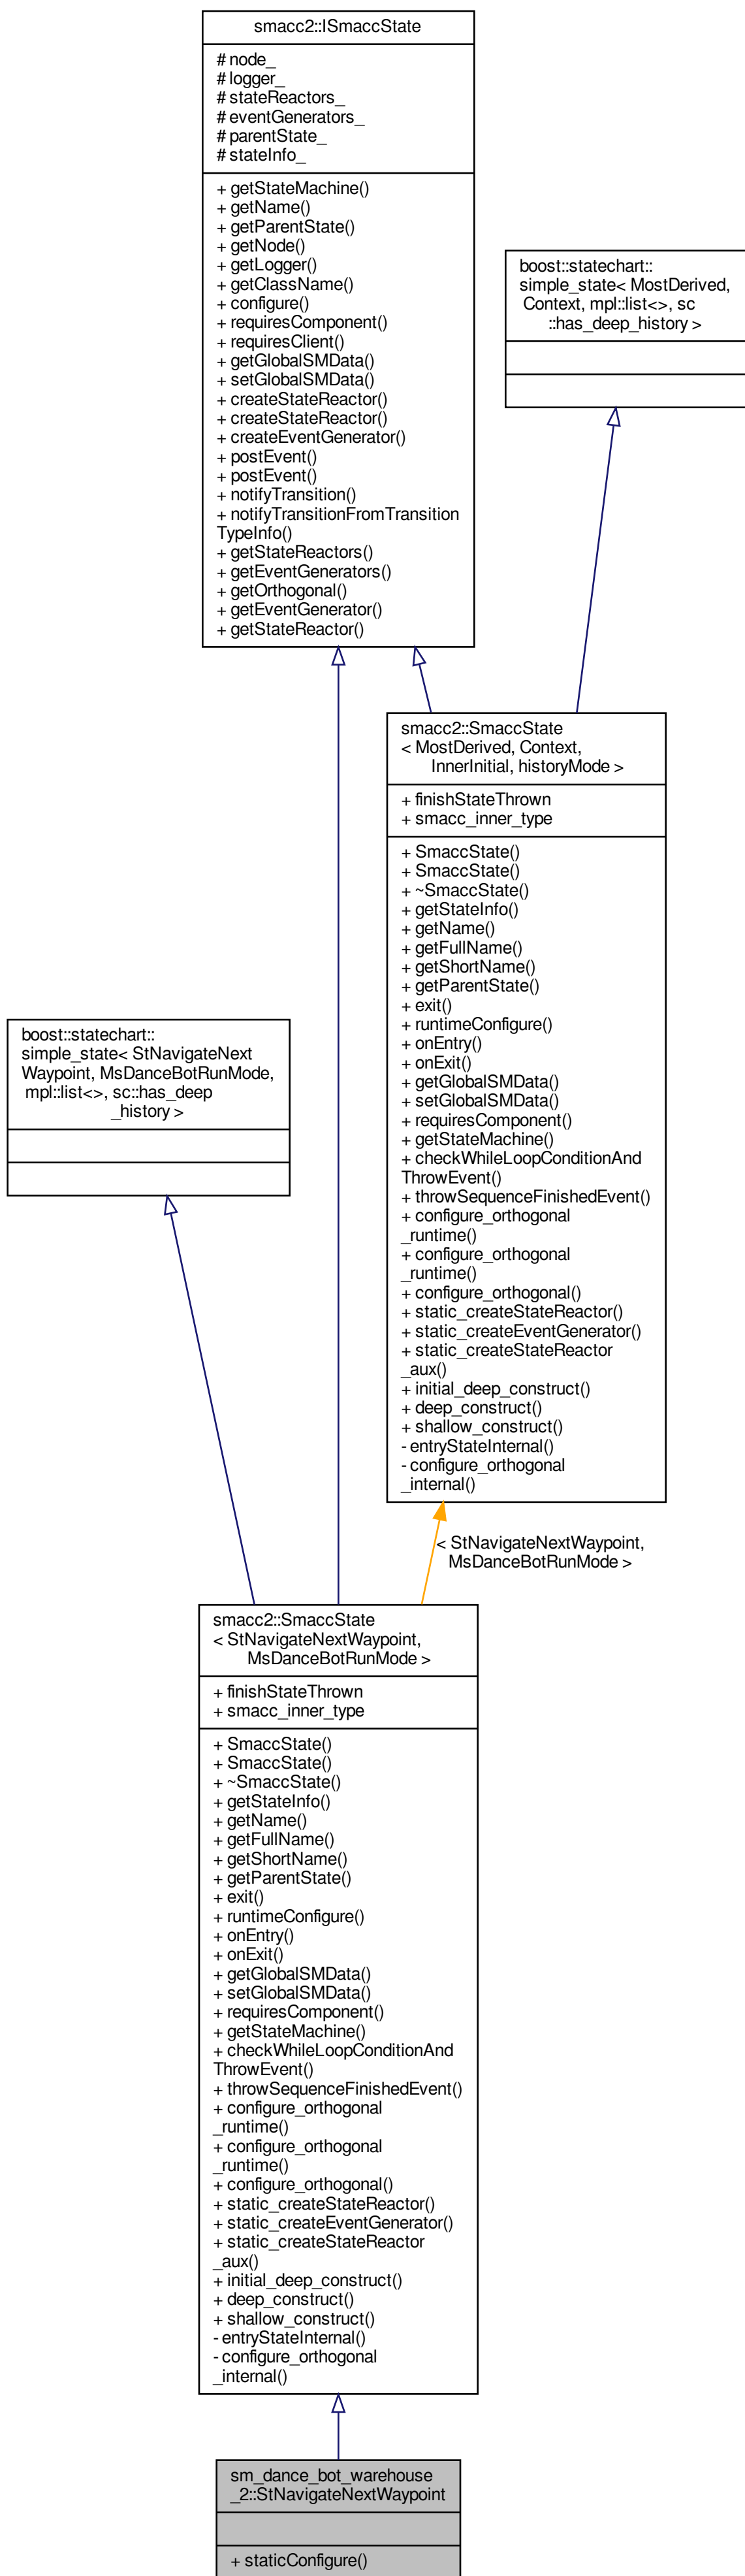 smacc2::ISmaccState
# node_
# logger_
# stateReactors_
# eventGenerators_
# parentState_
# stateInfo_
+ getStateMachine()
+ getName()
+ getParentState()
+ getNode()
+ getLogger()
+ getClassName()
+ configure()
+ requiresComponent()
+ requiresClient()
+ getGlobalSMData()
+ setGlobalSMData()
+ createStateReactor()
+ createStateReactor()
+ createEventGenerator()
+ postEvent()
+ postEvent()
+ notifyTransition()
+ notifyTransitionFromTransition
TypeInfo()
+ getStateReactors()
+ getEventGenerators()
+ getOrthogonal()
+ getEventGenerator()
+ getStateReactor()
boost::statechart::
simple_state< MostDerived,
Context, mpl::list<>, sc
::has_deep_history >
smacc2::SmaccState
< MostDerived, Context,
InnerInitial, historyMode >
+ finishStateThrown
+ smacc_inner_type
+ SmaccState()
+ SmaccState()
+ ~SmaccState()
+ getStateInfo()
+ getName()
+ getFullName()
+ getShortName()
+ getParentState()
+ exit()
+ runtimeConfigure()
+ onEntry()
+ onExit()
+ getGlobalSMData()
+ setGlobalSMData()
+ requiresComponent()
+ getStateMachine()
+ checkWhileLoopConditionAnd
ThrowEvent()
+ throwSequenceFinishedEvent()
+ configure_orthogonal
_runtime()
+ configure_orthogonal
_runtime()
+ configure_orthogonal()
+ static_createStateReactor()
+ static_createEventGenerator()
+ static_createStateReactor
_aux()
+ initial_deep_construct()
+ deep_construct()
+ shallow_construct()
- entryStateInternal()
- configure_orthogonal
_internal()
boost::statechart::
simple_state< StNavigateNext
Waypoint, MsDanceBotRunMode,
mpl::list<>, sc::has_deep
_history >
< StNavigateNextWaypoint,
MsDanceBotRunMode >
smacc2::SmaccState
< StNavigateNextWaypoint,
MsDanceBotRunMode >
+ finishStateThrown
+ smacc_inner_type
+ SmaccState()
+ SmaccState()
+ ~SmaccState()
+ getStateInfo()
+ getName()
+ getFullName()
+ getShortName()
+ getParentState()
+ exit()
+ runtimeConfigure()
+ onEntry()
+ onExit()
+ getGlobalSMData()
+ setGlobalSMData()
+ requiresComponent()
+ getStateMachine()
+ checkWhileLoopConditionAnd
ThrowEvent()
+ throwSequenceFinishedEvent()
+ configure_orthogonal
_runtime()
+ configure_orthogonal
_runtime()
+ configure_orthogonal()
+ static_createStateReactor()
+ static_createEventGenerator()
+ static_createStateReactor
_aux()
+ initial_deep_construct()
+ deep_construct()
+ shallow_construct()
- entryStateInternal()
- configure_orthogonal
_internal()
sm_dance_bot_warehouse
_2::StNavigateNextWaypoint
+ staticConfigure()